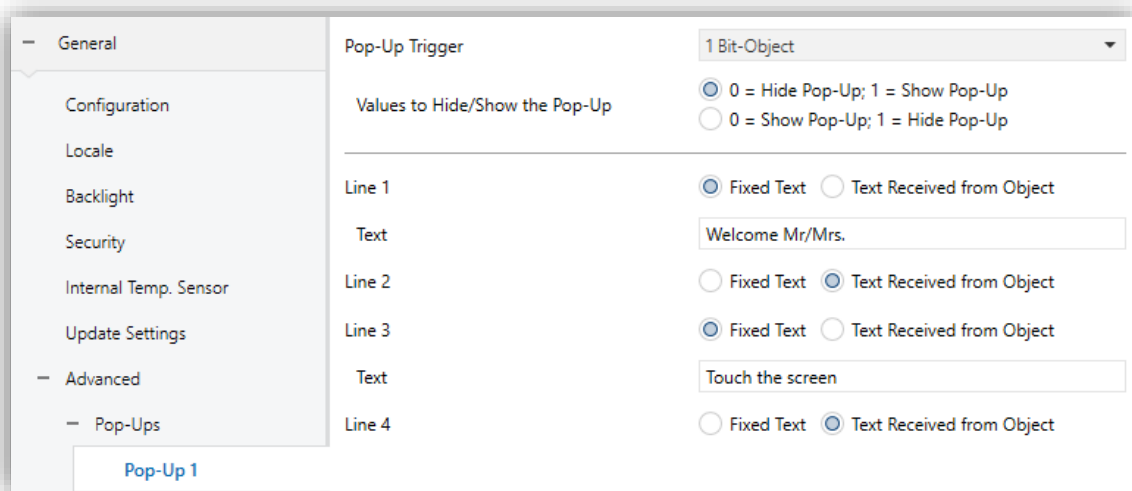 General
Configuration
Locale
Backlight
Security
Internal Temp. Sensor
Update Settings
Advanced
Pop-Ups
Pop-Up 1
Pop-Up Trigger
1 Bit-Object
Values to Hide/Show the Pop-Up
0 = Hide Pop-Up; 1 = Show Pop-Up
0 = Show Pop-Up; 1 = Hide Pop-Up
Line 1 Fixed Text Text Received from Object
Text Welcome Mr/Mrs.
Line 2 Fixed Text Text Received from Object
Line 3 Fixed Text Text Received from Object
Text Touch the screen
Line 4 Fixed Text Text Received from Object